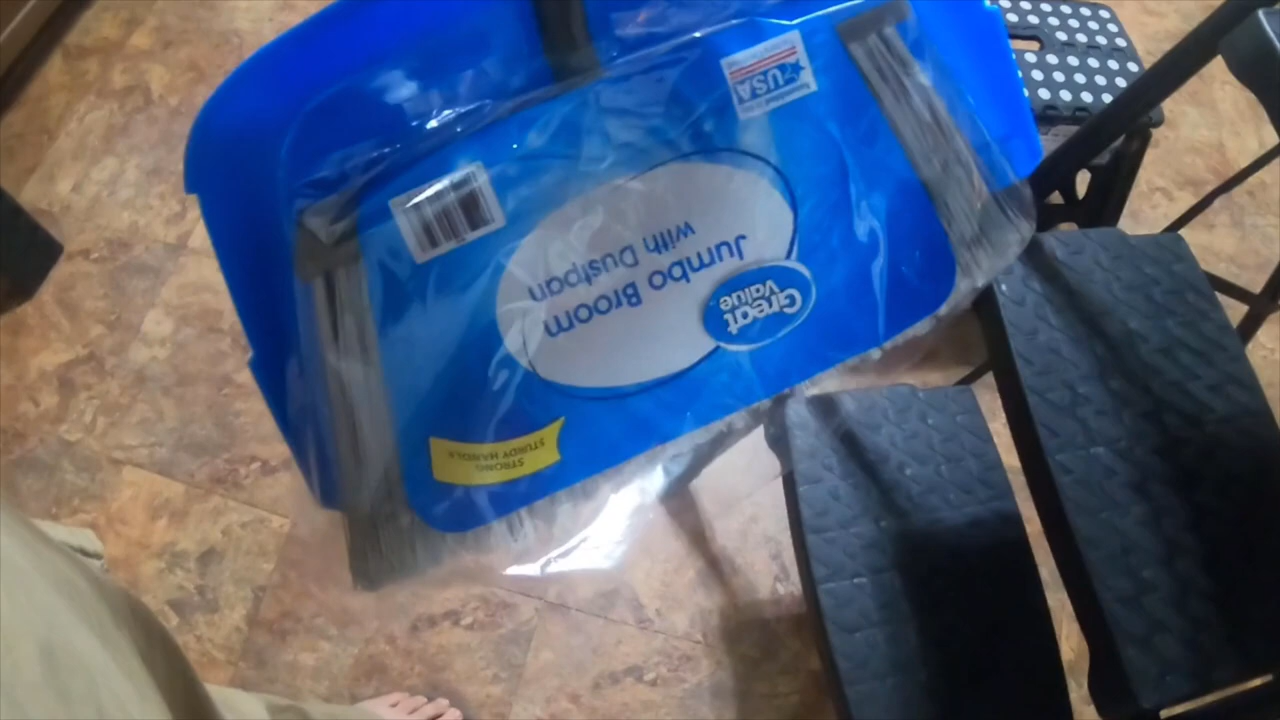 Great
Value
Jumbo Broom
with Dustpan
STRONG
STURDY HANDLE
USA